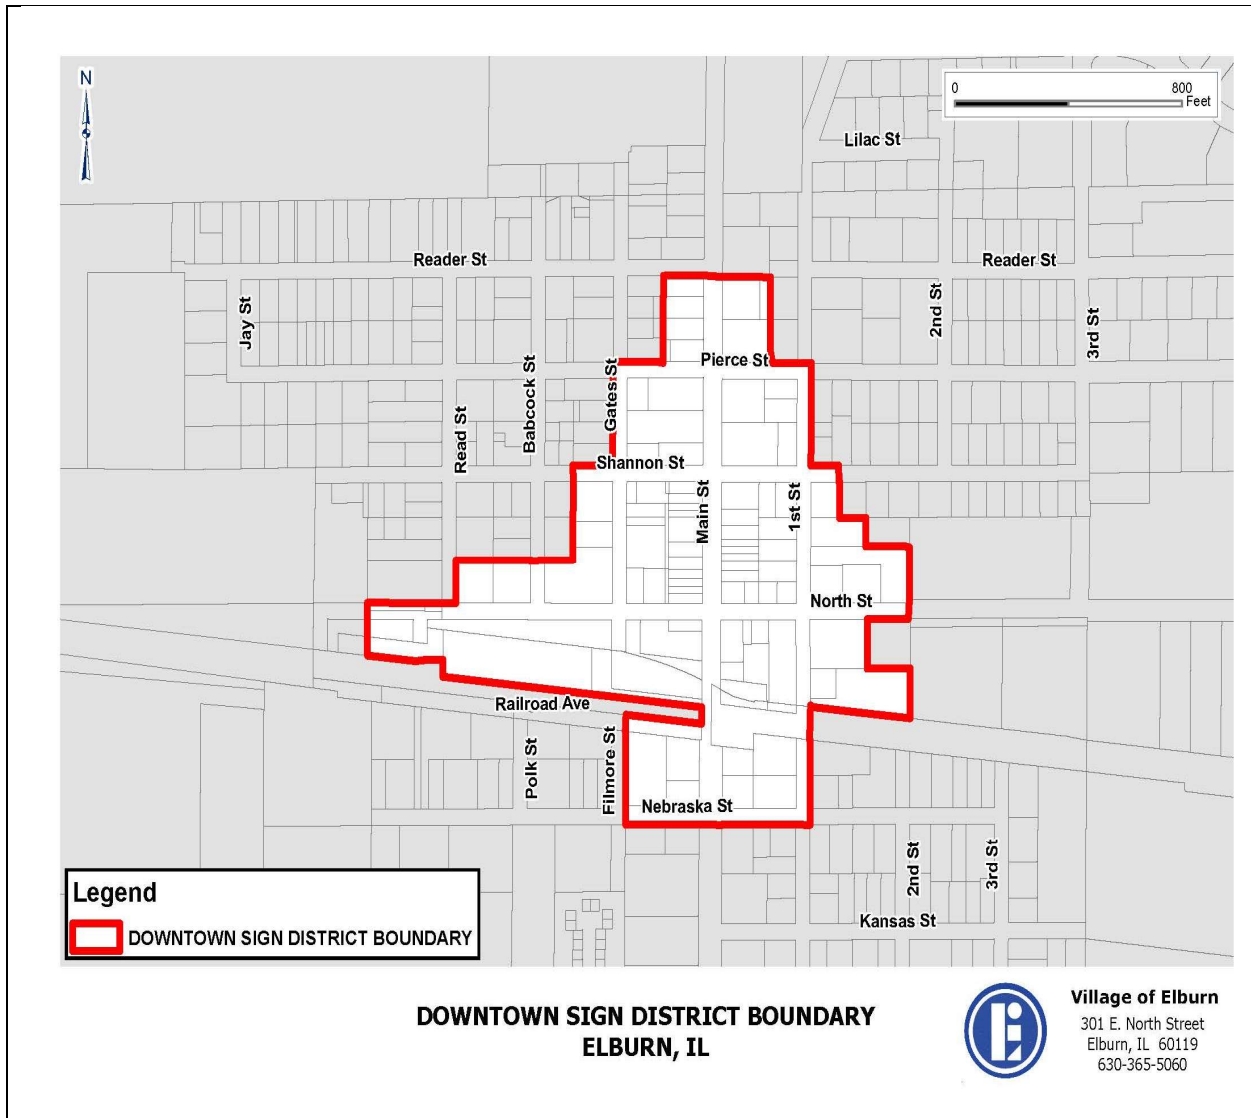 N
0
800
Feet
Lilac St
Reader St
Reader St
Jay St
2nd St
3rd St
Pierce St
Babcock St
Gates St
Read St
Shannon St
Main St
1st St
North St
Railroad Ave
Polk St
Filmore St
Nebraska St
2nd St
3rd St
Kansas St
Legend
DOWNTOWN SIGN DISTRICT BOUNDARY
DOWNTOWN SIGN DISTRICT BOUNDARY
ELBURN, IL
Village of Elburn
301 E. North Street
Elburn, IL 60119
630-365-5060